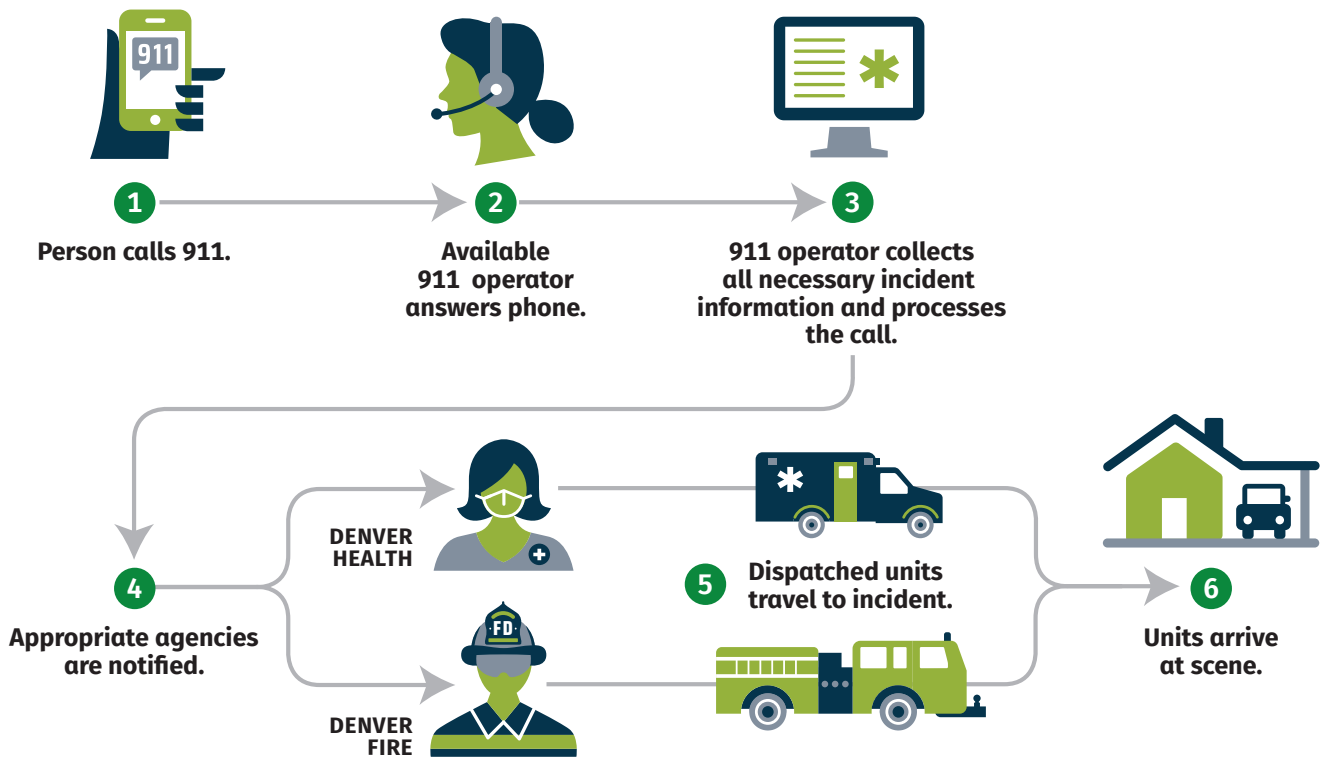 911
1
2
3
Person calls 911.
Available
911 operator
answers phone.
911 operator collects
all necessary incident
information and processes
the call.
4
Appropriate agencies
are notified.
DENVER
HEALTH
FD
DENVER
FIRE
5
Dispatched units
travel to incident.
6
Units arrive
at scene.